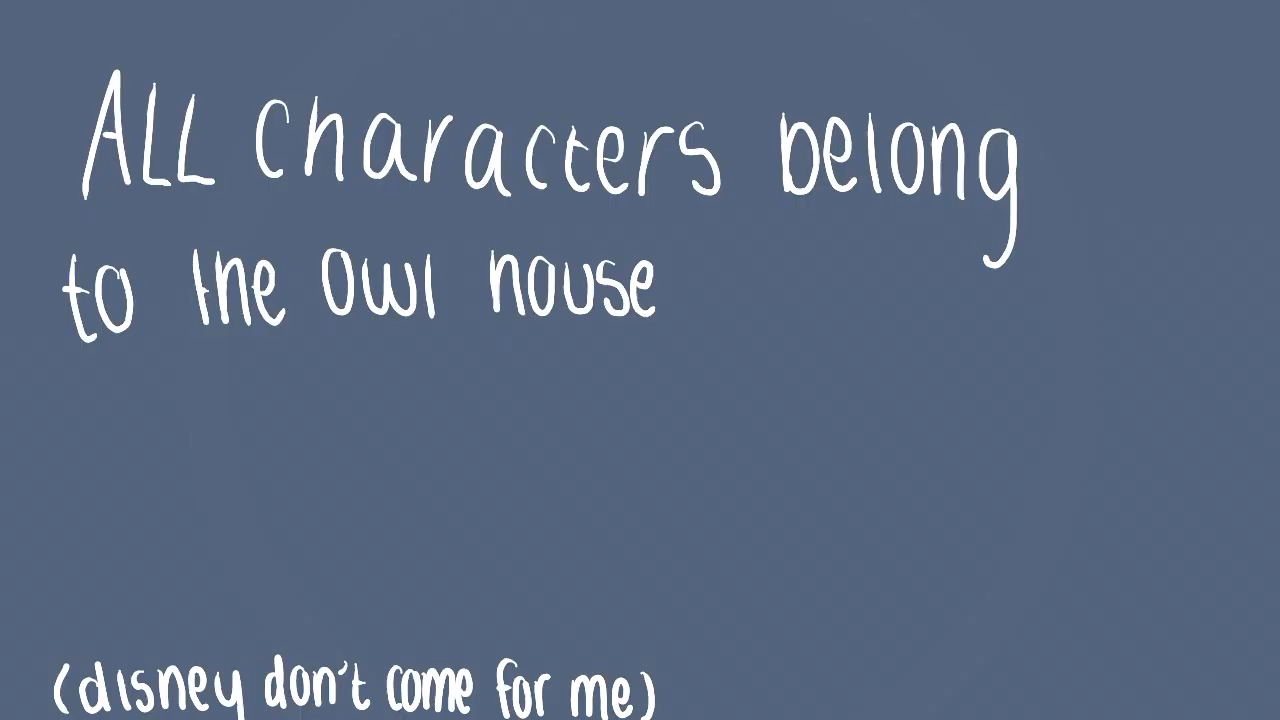 ALL characters belong
to the owl house
(disney don't come for me)